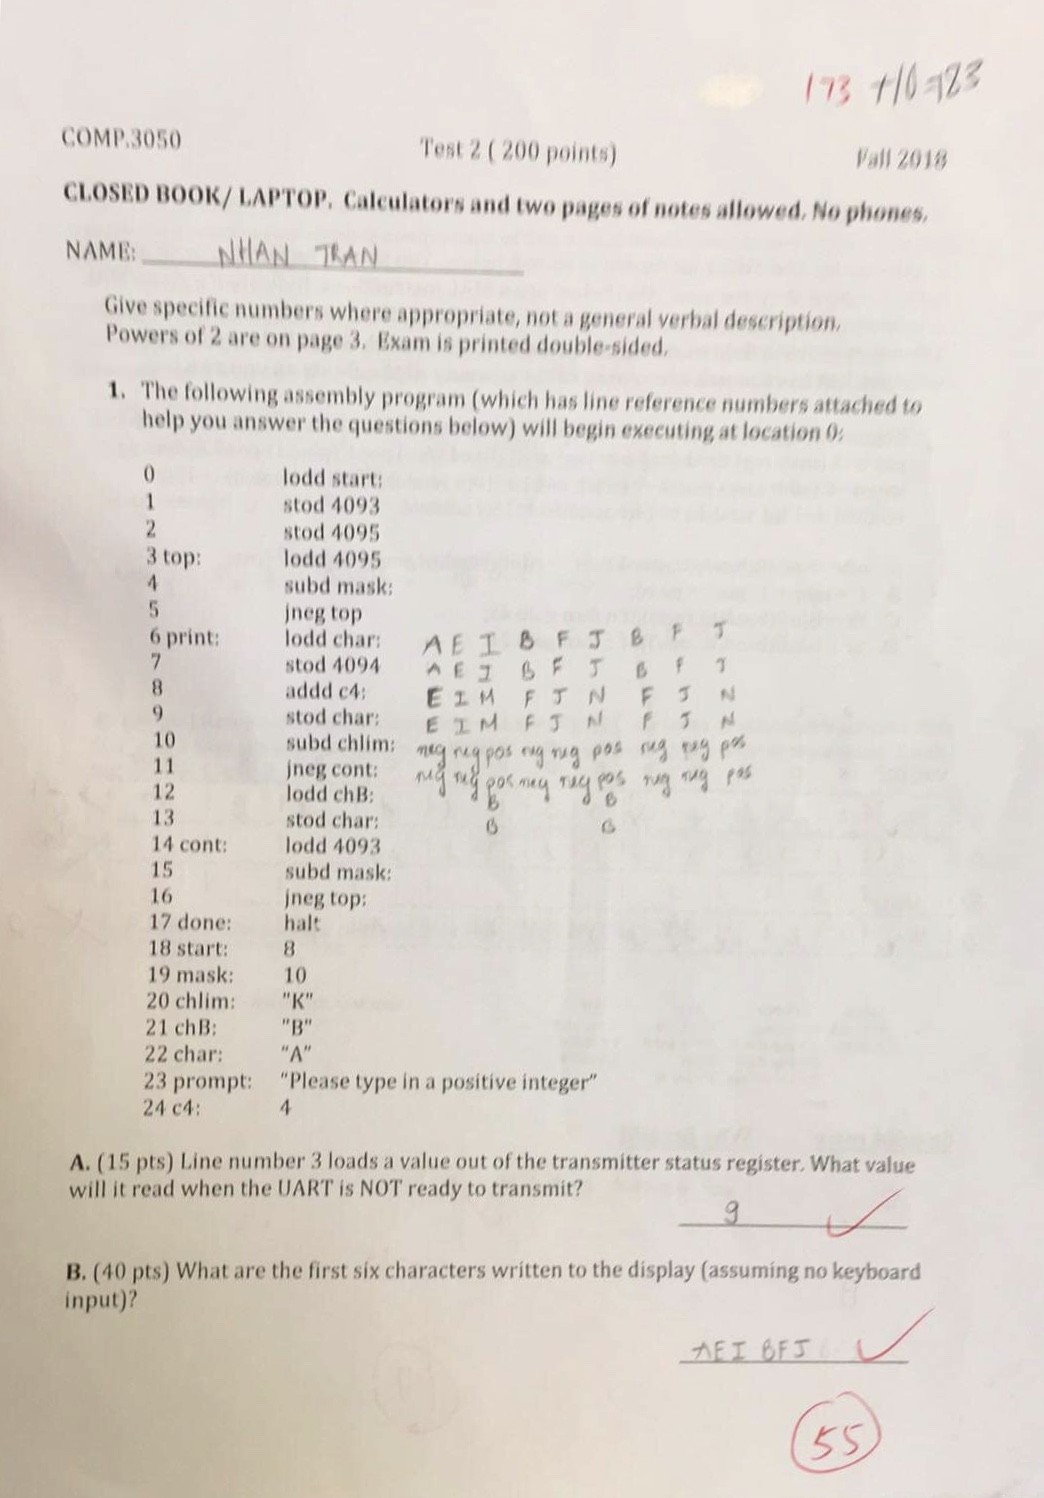 173 +10 =183
COMP.3050 Test 2 ( 200 points) Fall 2018
CLOSED BOOK/ LAPTOP. Calculators and two pages of notes allowed. No phones.
NAME: NHAN TRAN
Give specific numbers where appropriate, not a general verbal description.
Powers of 2 are on page 3. Exam is printed double-sided.
1. The following assembly program (which has line reference numbers attached to
help you answer the questions below) will begin executing at location 0:
0 lodd start:
1 stod 4093
2 stod 4095
3 top: lodd 4095
4 subd mask:
5 jneg top
6 print: lodd char: A E I B F J B F J
7 stod 4094 A E I B F J B F J
8 addd c4: E I M F J N F J N
9 stod char: E I M F J N F J N
10 subd chlim: neg neg pos neg neg pos neg neg pos
11 jneg cont: neg neg pos neg neg pos neg neg pos
12 lodd chB: B B
13 stod char: B B
14 cont: lodd 4093
15 subd mask:
16 jneg top:
17 done: halt
18 start: 8
19 mask: 10
20 chlim: "K"
21 chB: "B"
22 char: "A"
23 prompt: "Please type in a positive integer"
24 c4: 4
A. (15 pts) Line number 3 loads a value out of the transmitter status register. What value
will it read when the UART is NOT ready to transmit?
9
B. (40 pts) What are the first six characters written to the display (assuming no keyboard
input)?
AEI BFJ
55